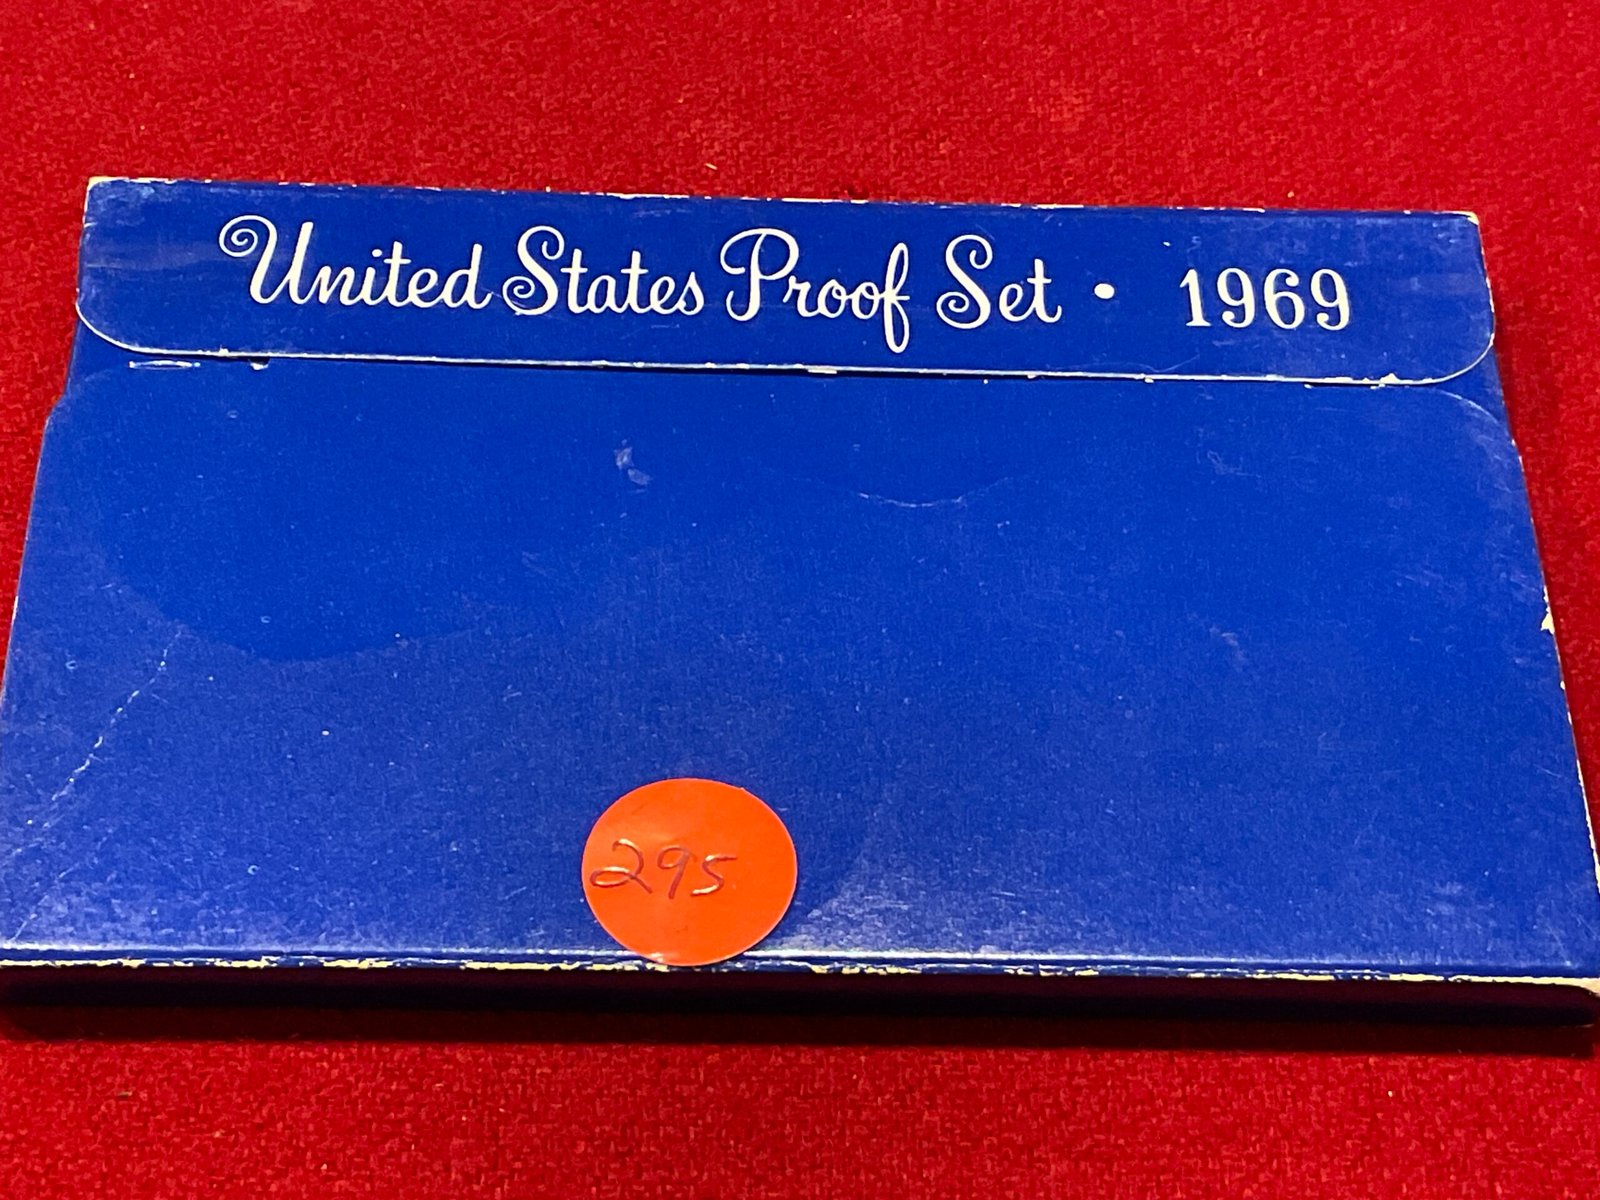 United States Proof Set • 1969
295